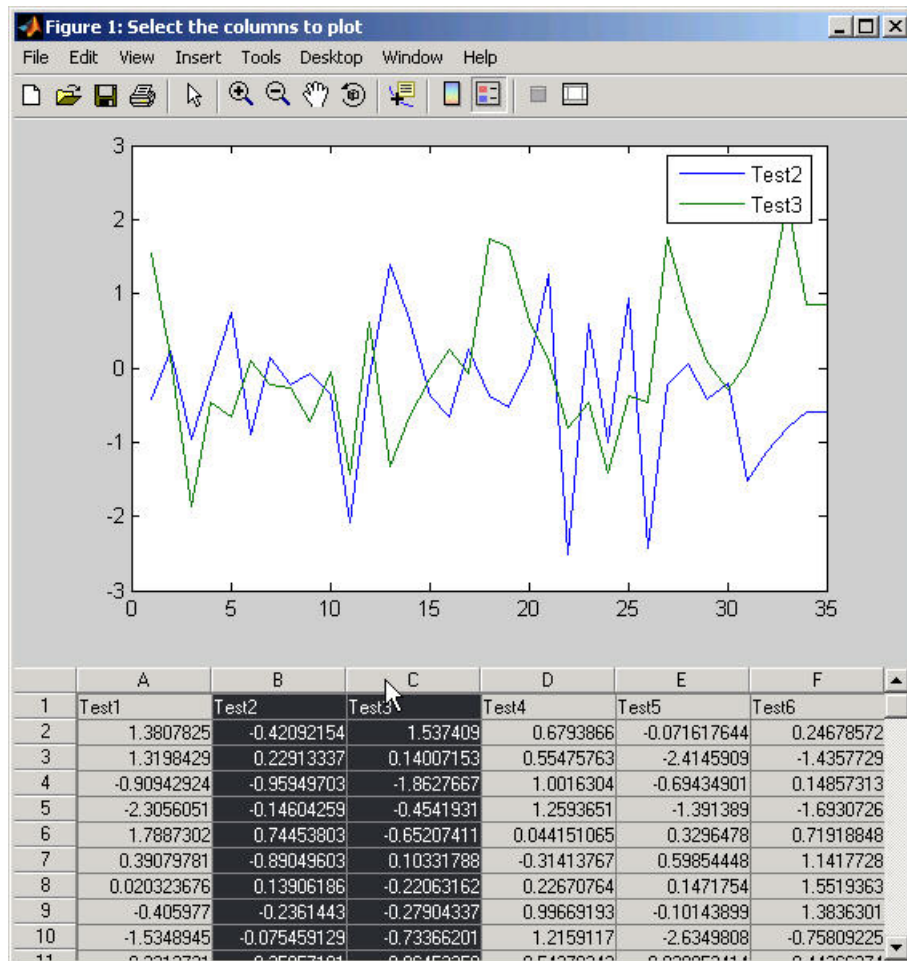 Figure 1: Select the columns to plot
File Edit View Insert Tools Desktop Window Help
3
Test2
Test3
2
1
0
-1
-2
-3
0 5 10 15 20 25 30 35
A B C D E F
1 Test1 Test2 Test3 Test4 Test5 Test6
2 1.3807825 -0.42092154 1.537409 0.6793866 -0.071617644 0.24678572
3 1.3198429 0.22913337 0.14007153 0.55475763 -2.4145909 -1.4357729
4 -0.90942924 -0.95949703 -1.8627667 1.0016304 -0.69434901 0.14857313
5 -2.3056051 -0.14604259 -0.4541931 1.2593651 -1.391389 -1.6930726
6 1.7887302 0.74453803 -0.65207411 0.044151065 0.3296478 0.71918848
7 0.39079781 -0.89049603 0.10331788 -0.31413767 0.59854448 1.1417728
8 0.020323676 0.13906186 -0.22063162 0.22670764 0.1471754 1.5519363
9 -0.405977 -0.2361443 -0.27904337 0.99669193 -0.10143899 1.3836301
10 -1.5348945 -0.075459129 -0.73366201 1.2159117 -2.6349808 -0.75809225